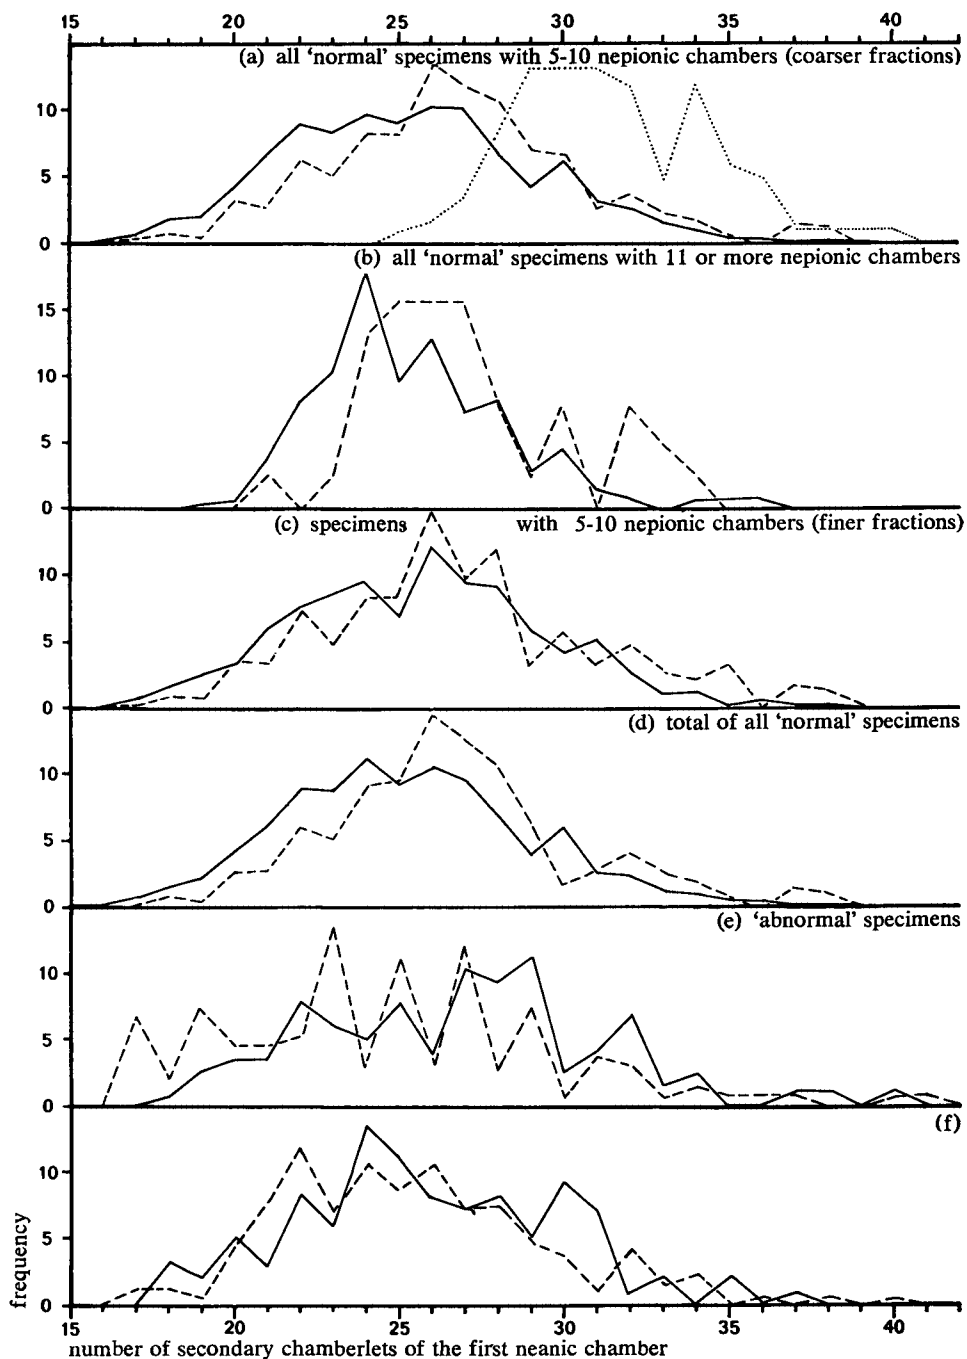 15 20 25 30 35 40
(a) all ‘normal’ specimens with 5-10 nepionic chambers (coarser fractions)
10
5
0
(b) all ‘normal’ specimens with 11 or more nepionic chambers
15
10
5
0
(c) specimens with 5-10 nepionic chambers (finer fractions)
10
5
0
(d) total of all ‘normal’ specimens
10
5
0
(e) ‘abnormal’ specimens
10
5
0
(f)
10
5
0
frequency
15 20 25 30 35 40
number of secondary chamberlets of the first neanic chamber